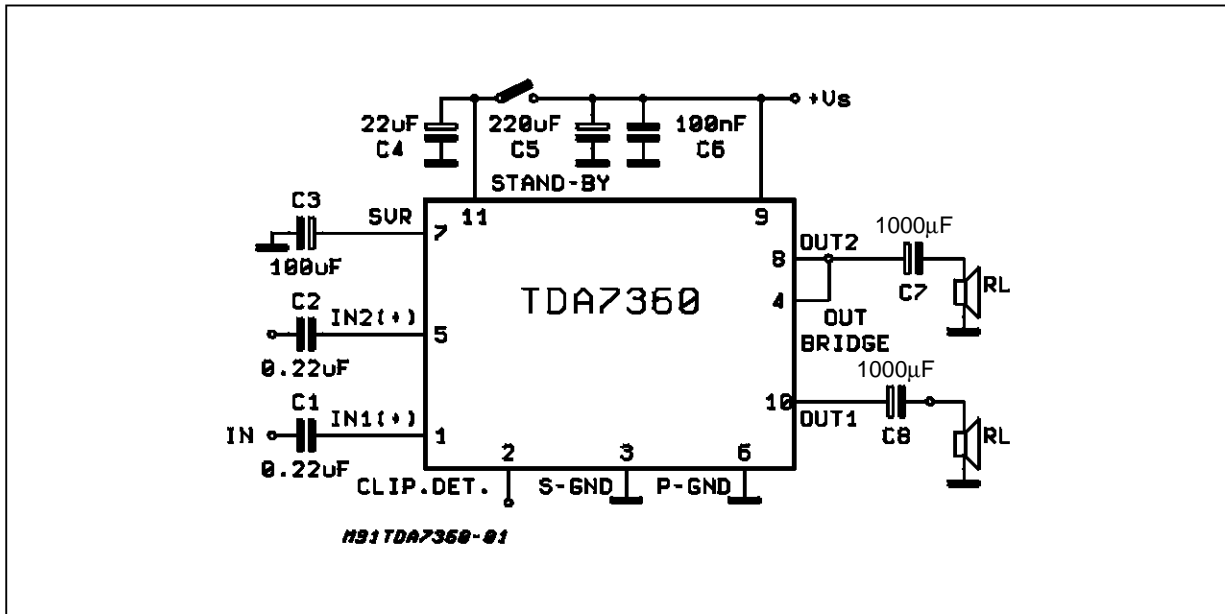 +Vs
22uF
C4
220uF
C5
100nF
C6
STAND-BY
C3
SVR
11
9
7
100uF
1000μF
OUT2
8
C7
RL
TDA7360
4
OUT
BRIDGE
C2
IN2(+)
5
0.22uF
1000μF
C1
IN1(+)
10
OUT1
C8
IN
1
RL
0.22uF
2
3
6
CLIP.DET.
S-GND
P-GND
M91TDA7360-01